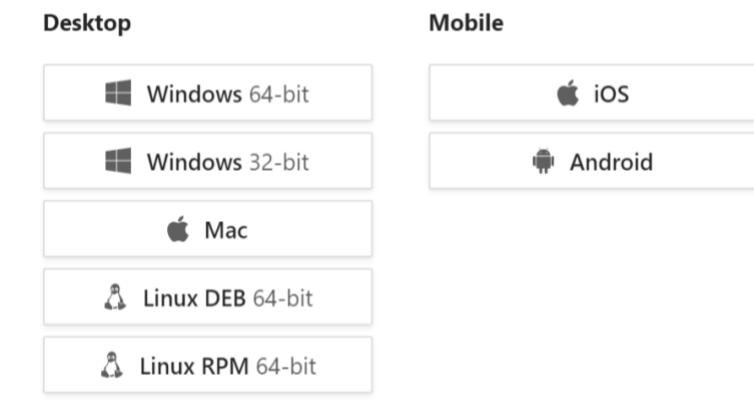 Desktop
Windows 64-bit
Windows 32-bit
Mac
Linux DEB 64-bit
Linux RPM 64-bit
Mobile
iOS
Android